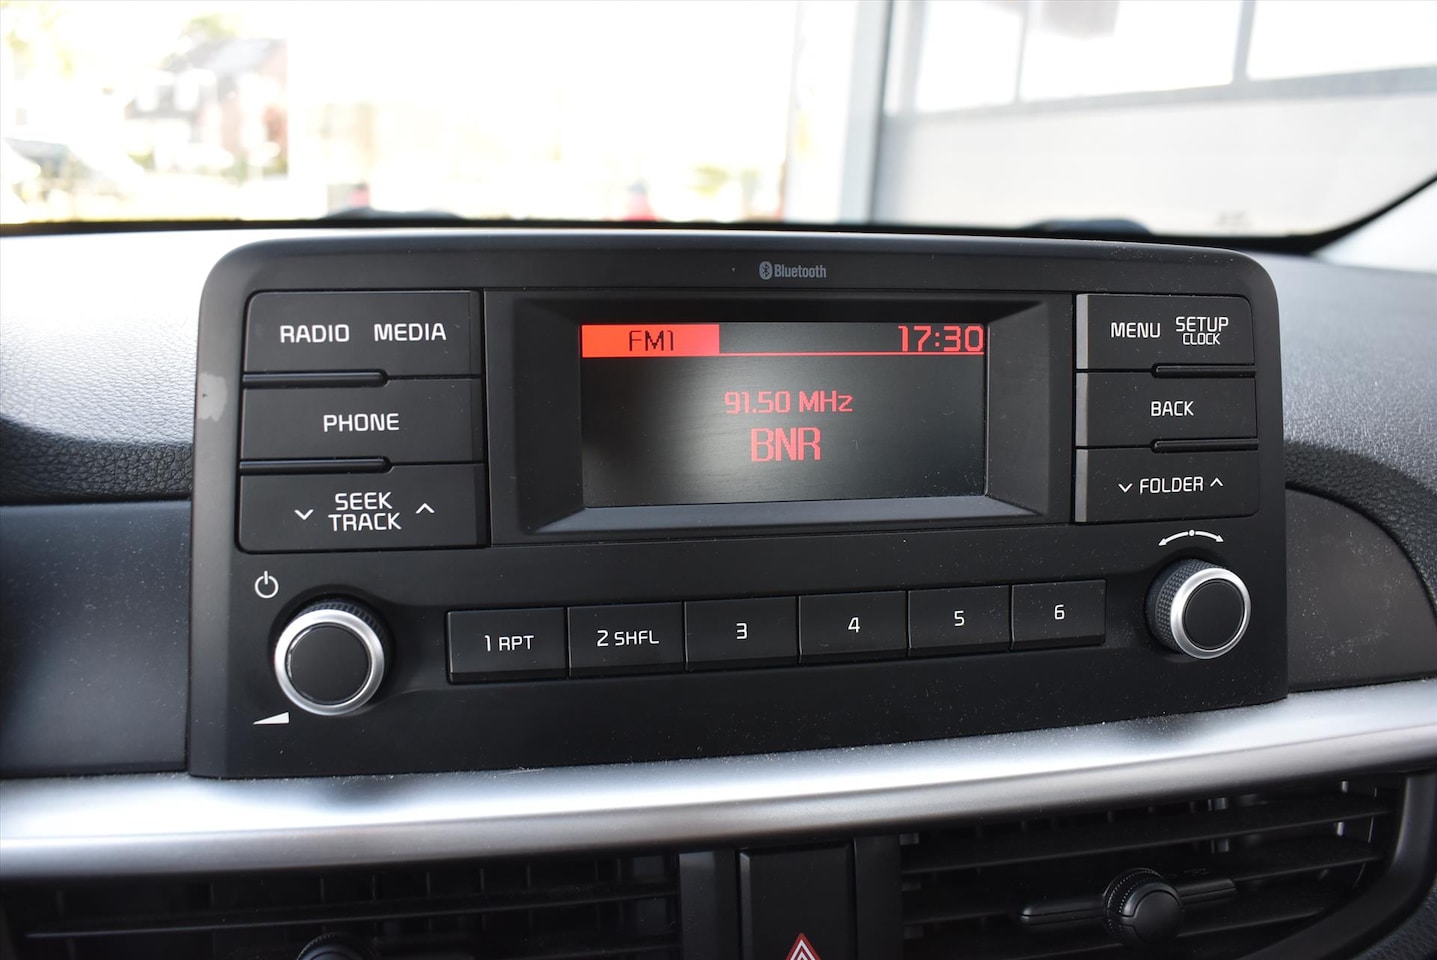 Bluetooth
RADIO MEDIA
PHONE
SEEK
TRACK
FM1 17:30
91.50 MHz
BNR
MENU SETUP
CLOCK
BACK
FOLDER
1 RPT 2 SHFL 3 4 5 6